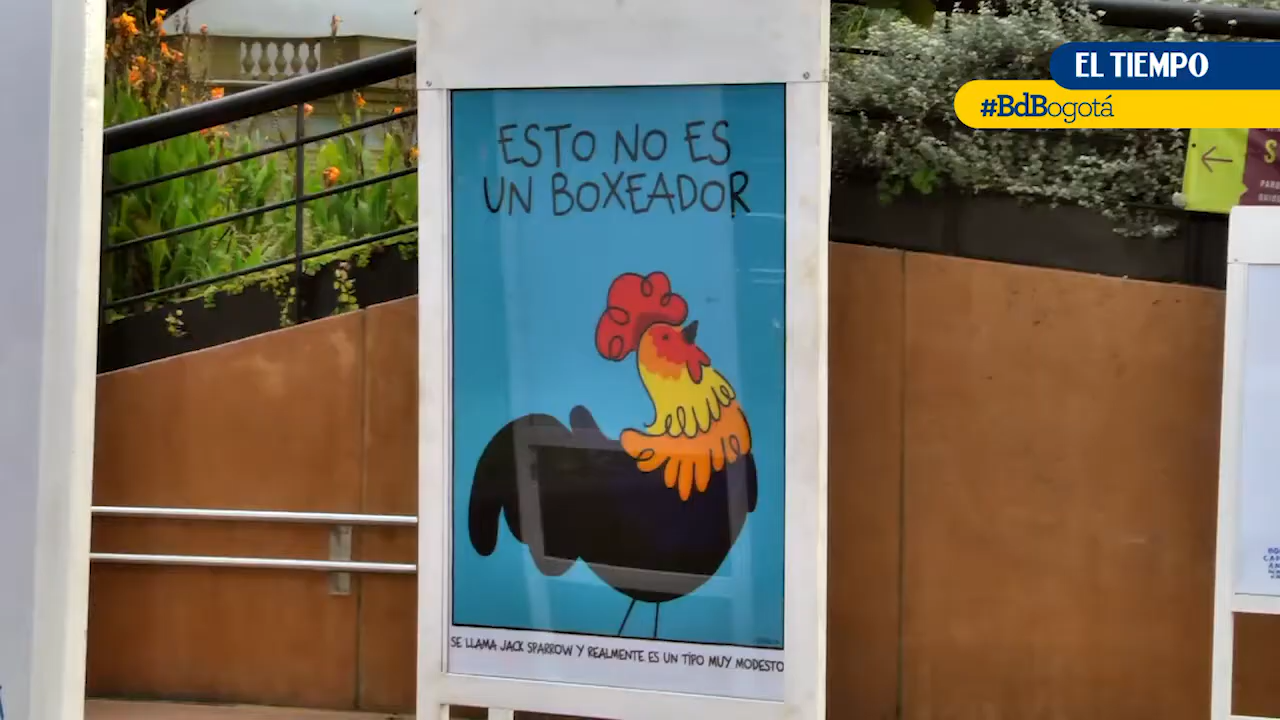 EL TIEMPO
#BdBogotá
ESTO NO ES
UN BOXEADOR
SE LLAMA JACK SPARROW Y REALMENTE ES UN TIPO MUY MODESTO